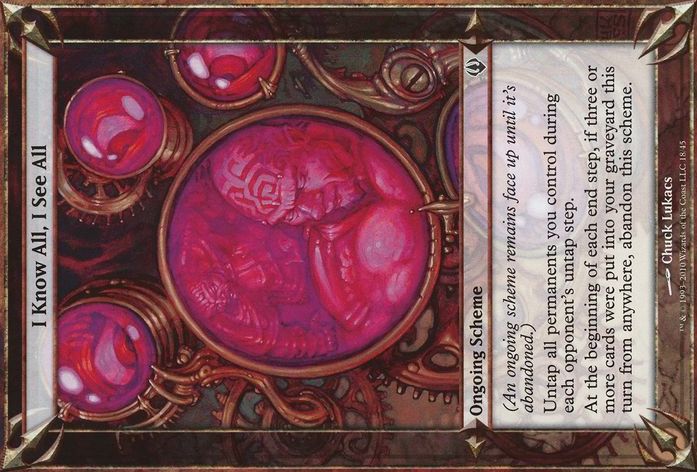 I Know All, I See All
Ongoing Scheme
(An ongoing scheme remains face up until it's
abandoned.)
Untap all permanents you control during
each opponent's untap step.
At the beginning of each end step, if three or
more cards were put into your graveyard this
turn from anywhere, abandon this scheme.
Chuck Lukacs
™ & © 1993–2010 Wizards of the Coast LLC 18/45